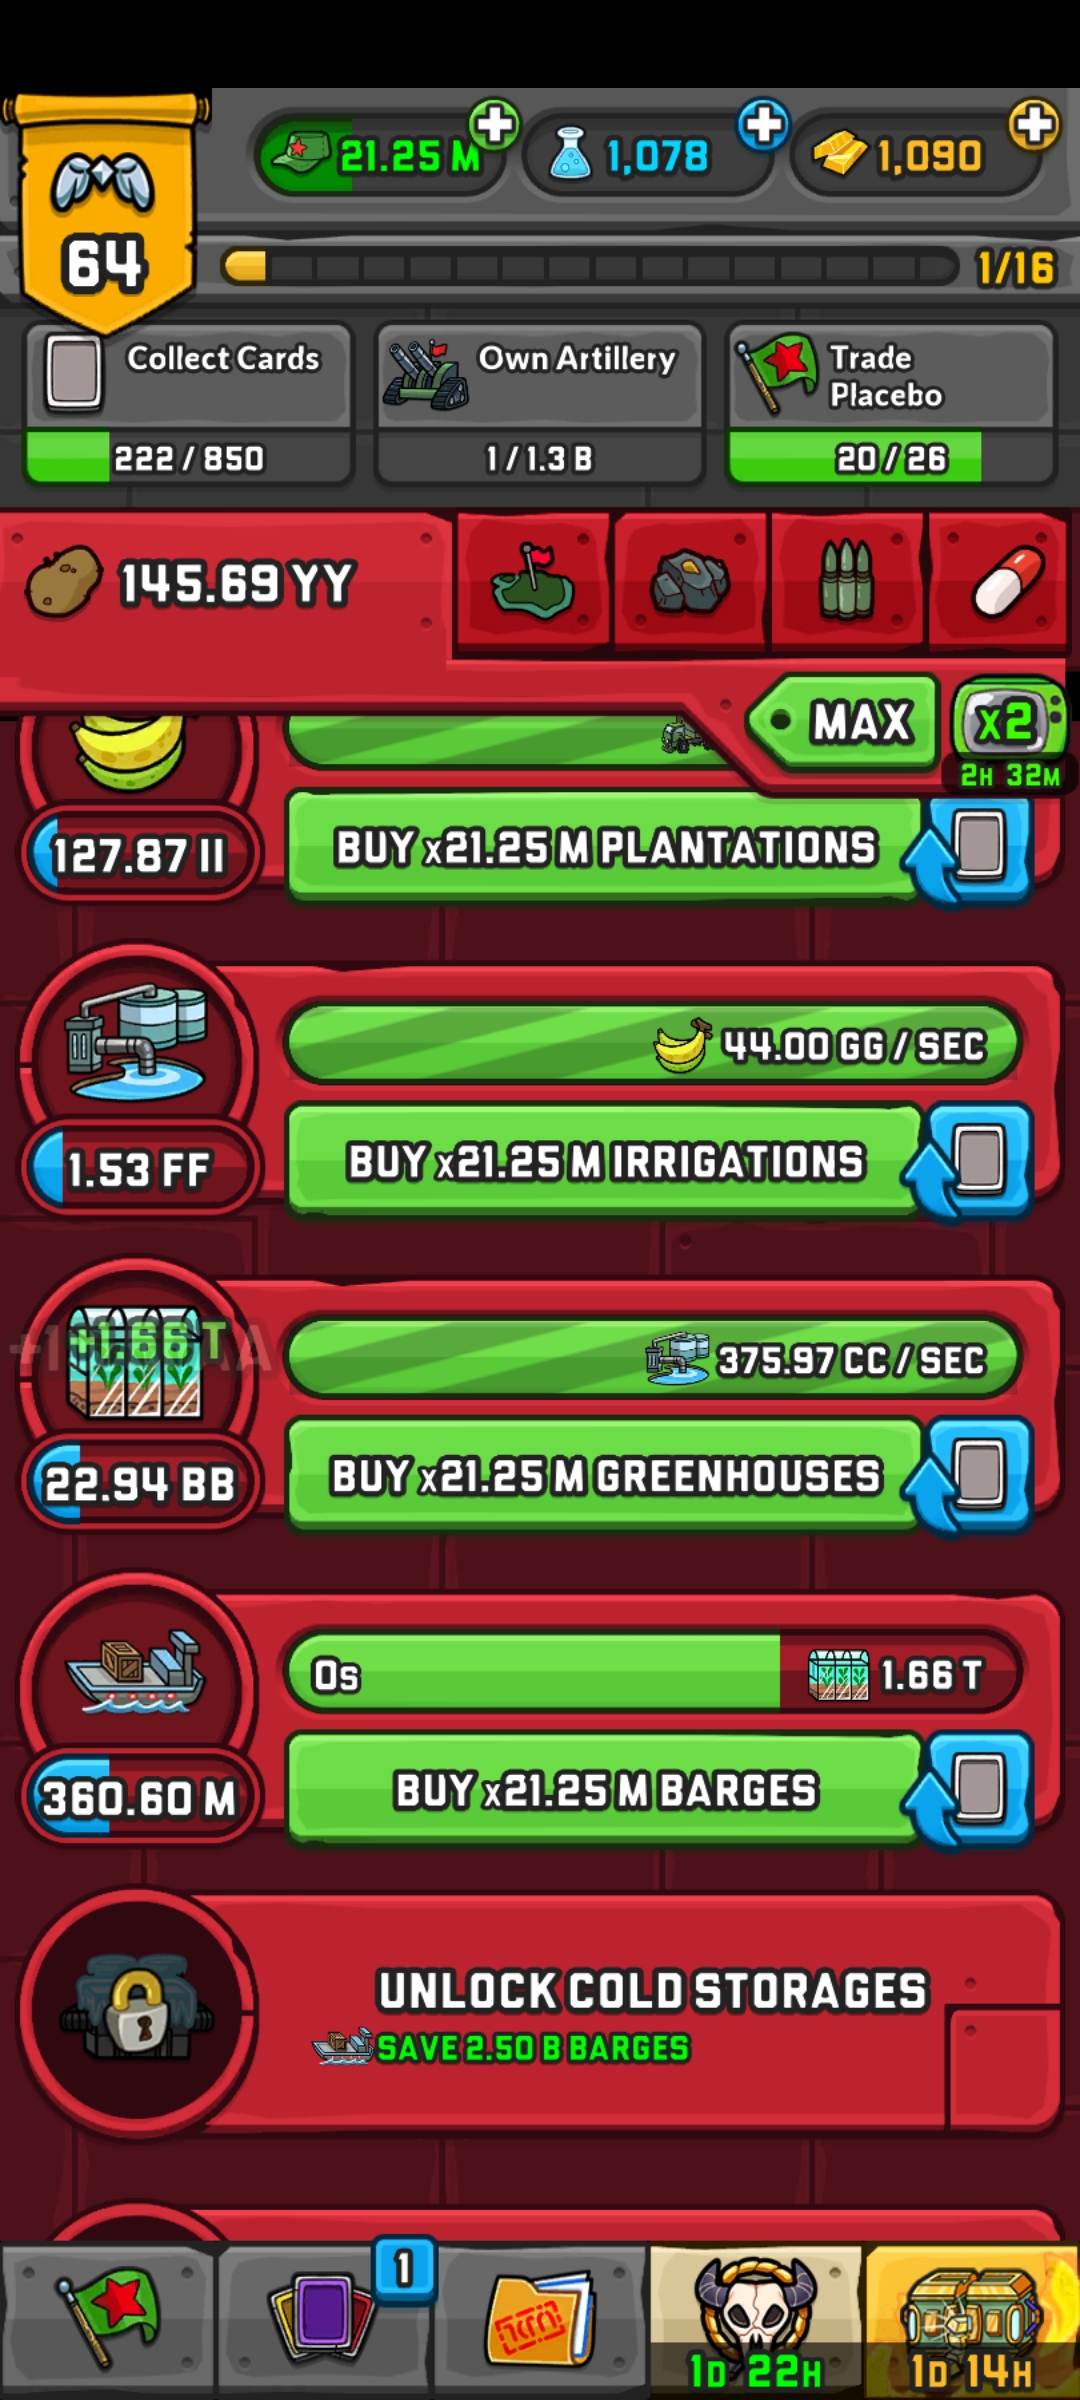 21.25 M
1,078
1,090
64
1/16
Collect Cards
222 / 850
Own Artillery
1 / 1.3 B
Trade
Placebo
20 / 26
145.69 YY
MAX
x2
2H 32M
127.87 II
BUY x21.25 M PLANTATIONS
44.00 GG / SEC
1.53 FF
BUY x21.25 M IRRIGATIONS
+1.66 T
375.97 CC / SEC
22.94 BB
BUY x21.25 M GREENHOUSES
0s
1.66 T
360.60 M
BUY x21.25 M BARGES
UNLOCK COLD STORAGES
SAVE 2.50 B BARGES
1
1D 22H
1D 14H